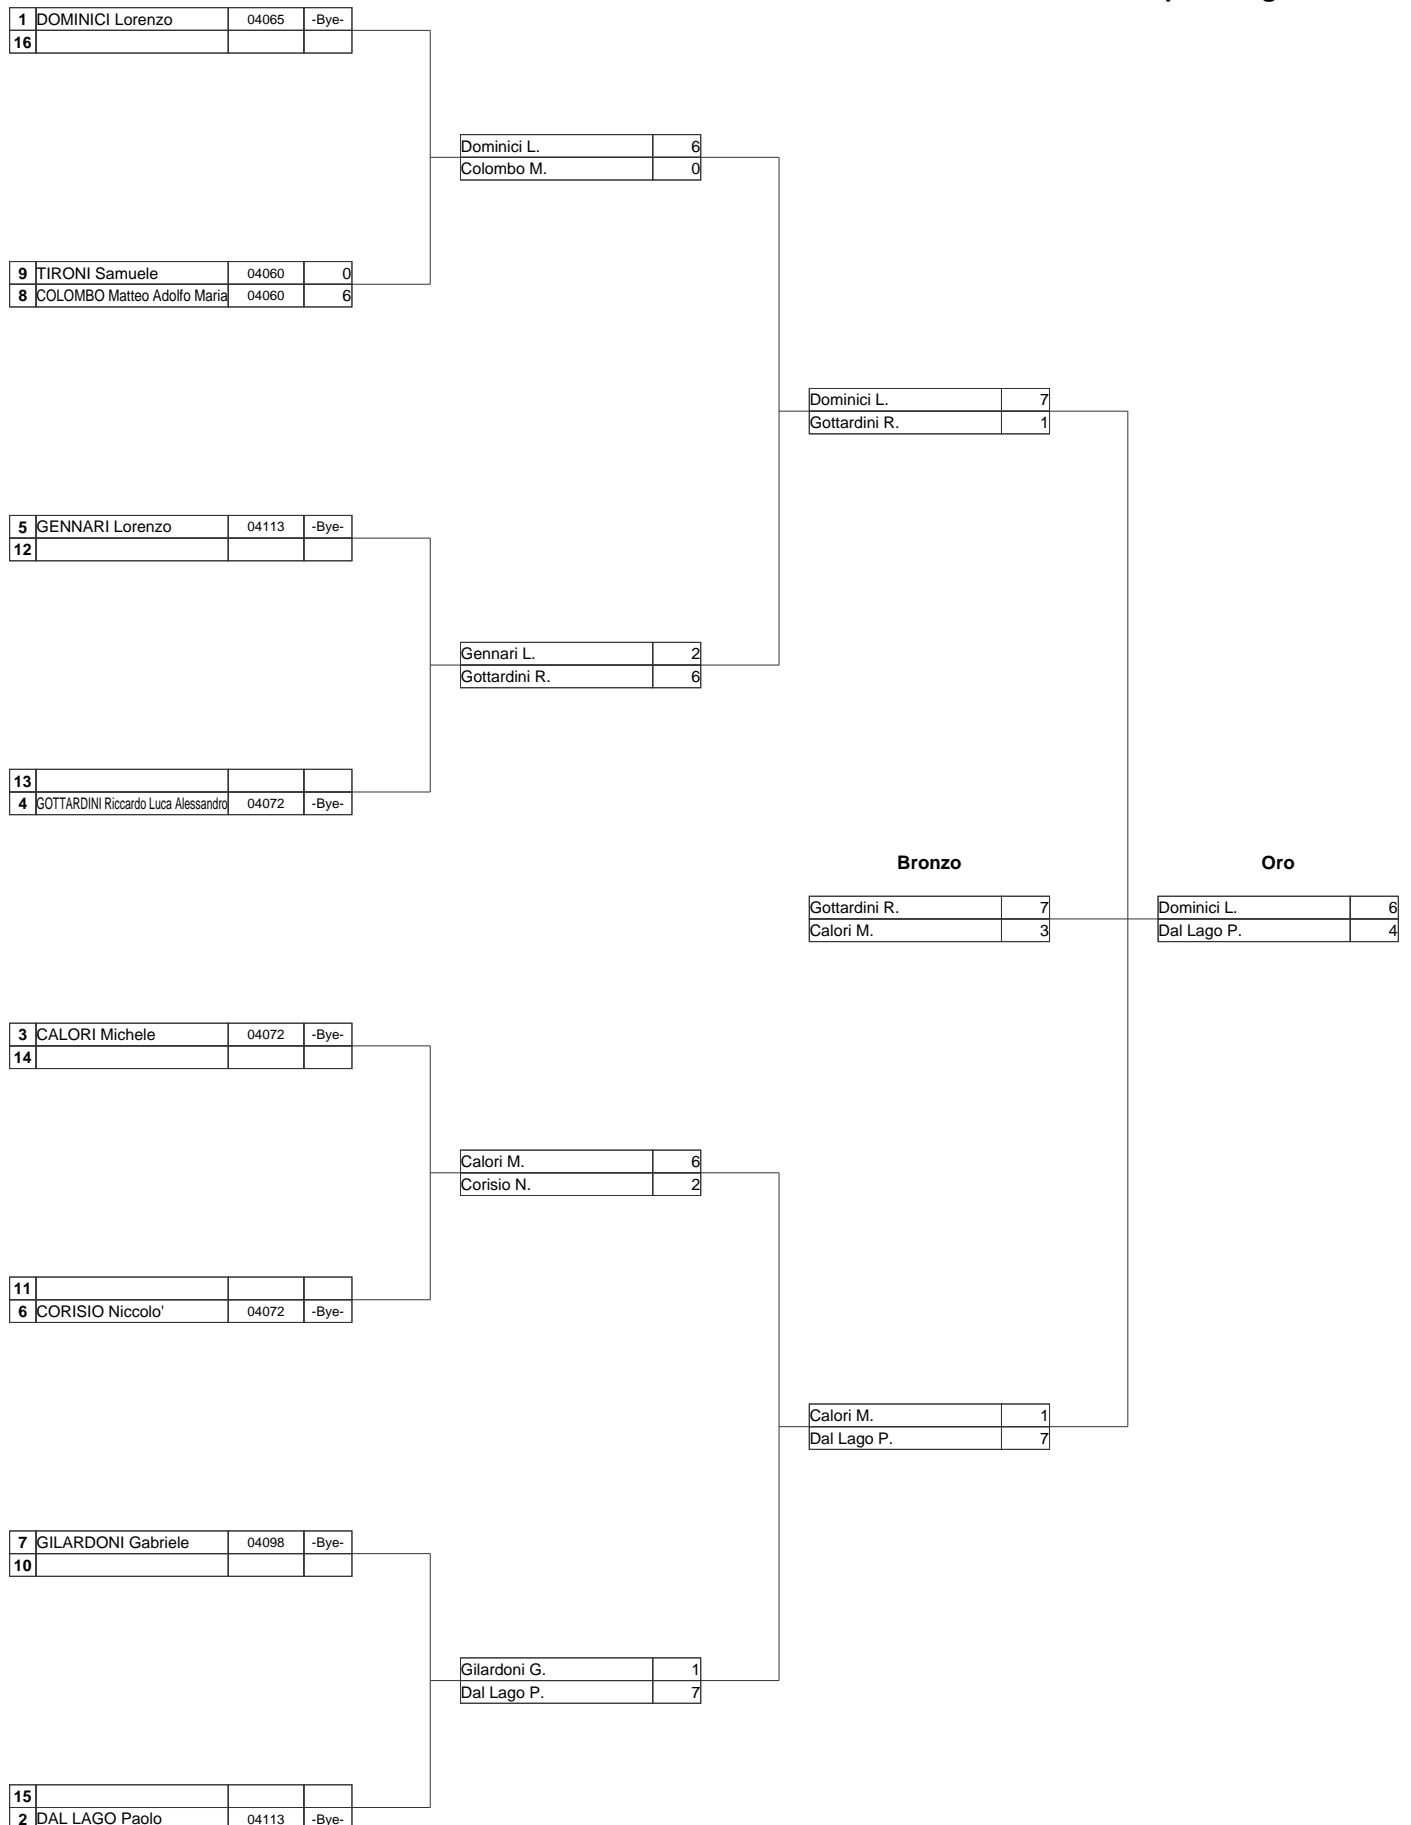 1 DOMINICI Lorenzo 04065 -Bye-
16
Dominici L. 6
Colombo M. 0
9 TIRONI Samuele 04060 0
8 COLOMBO Matteo Adolfo Maria 04060 6
Dominici L. 7
Gottardini R. 1
5 GENNARI Lorenzo 04113 -Bye-
12
Gennari L. 2
Gottardini R. 6
13
4 GOTTARDINI Riccardo Luca Alessandro 04072 -Bye-
Bronzo Oro
Gottardini R. 7 Dominici L. 6
Calori M. 3 Dal Lago P. 4
3 CALORI Michele 04072 -Bye-
14
Calori M. 6
Corisio N. 2
11
6 CORISIO Niccolo' 04072 -Bye-
Calori M. 1
Dal Lago P. 7
7 GILARDONI Gabriele 04098 -Bye-
10
Gilardoni G. 1
Dal Lago P. 7
15
2 DAL LAGO Paolo 04113 -Bye-